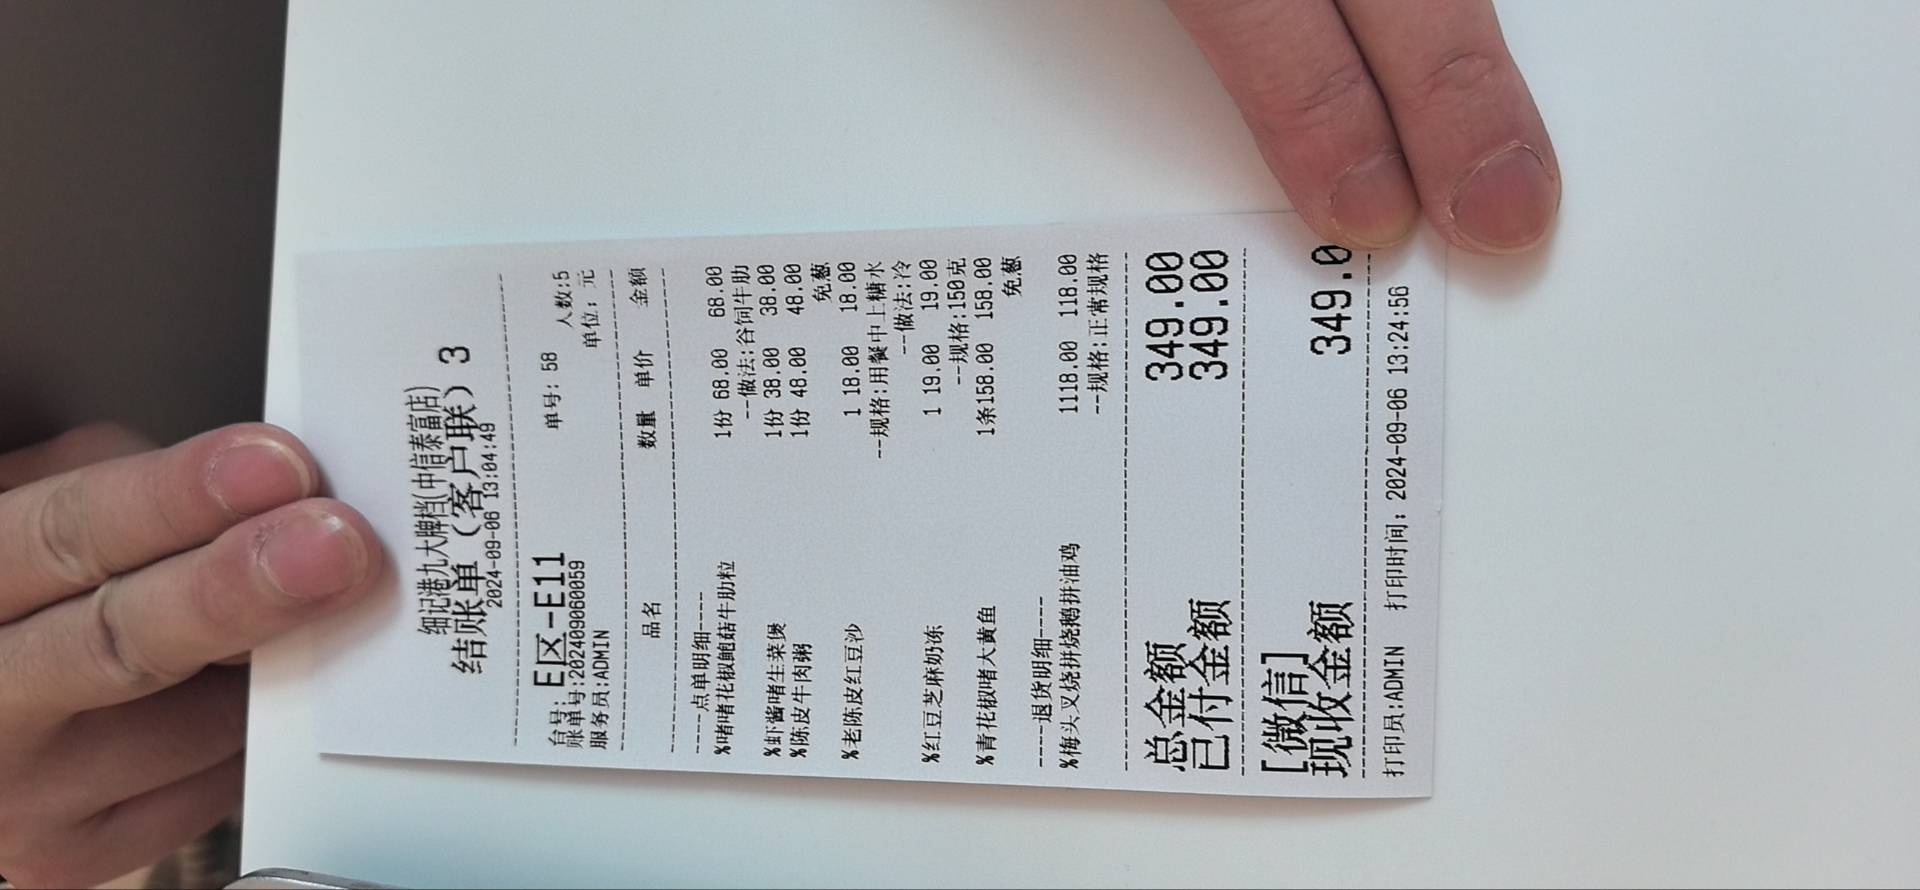 细记港九大牌档(中信泰富店)
结账单（客户联）3
2024-09-06 13:04:49
台号: E区-E11 单号: 58 人数:5
账单号:202409060059 单位: 元
服务员:ADMIN
品名 数量 单价 金额
----点单明细----
%啫啫花椒鲍菇牛肋粒 1份 68.00 68.00
--做法:谷饲牛肋
%虾酱啫生菜煲 1份 38.00 38.00
%陈皮牛肉粥 1份 48.00 48.00
免葱
%老陈皮红豆沙 1 18.00 18.00
--规格:用餐中上糖水
--做法:冷
%红豆芝麻奶冻 1 19.00 19.00
--规格:150克
%青花椒啫大黄鱼 1条158.00 158.00
免葱
----退货明细----
%梅头叉烧拼烧鹅拼油鸡 1118.00 118.00
--规格:正常规格
总金额 349.00
已付金额 349.00
[微信]
现收金额 349.0
打印员:ADMIN 打印时间: 2024-09-06 13:24:56